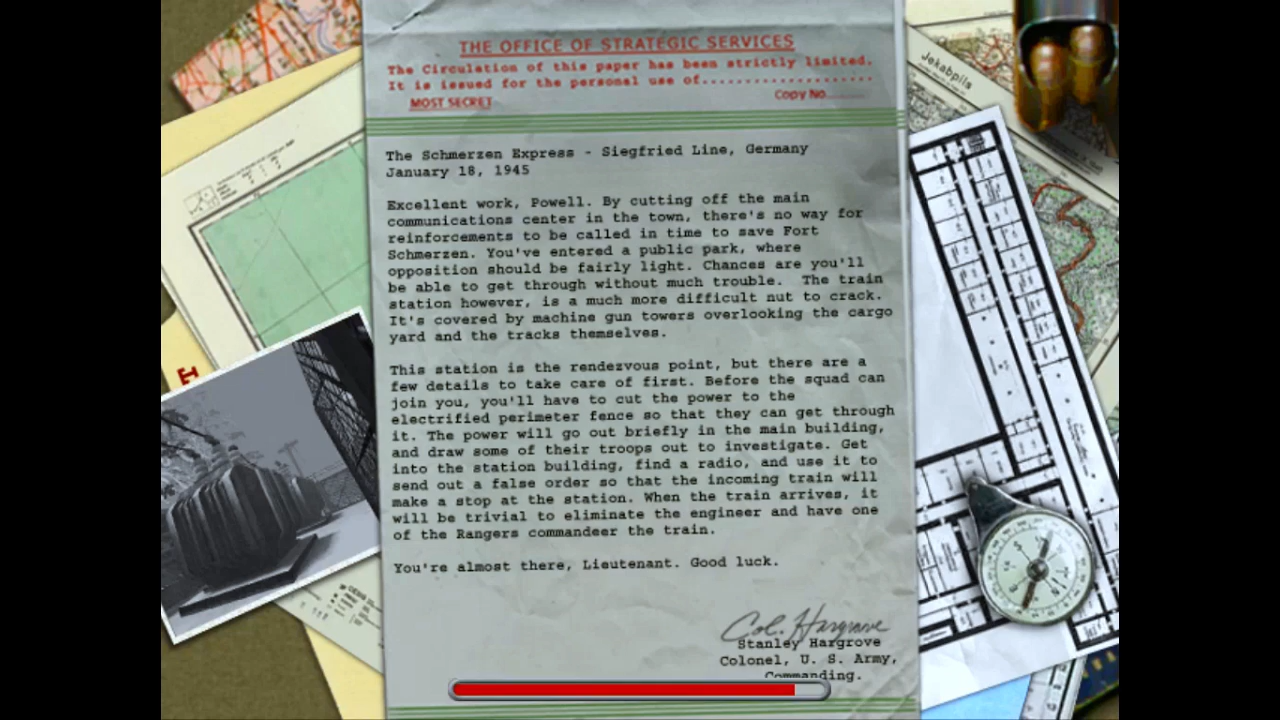 THE OFFICE OF STRATEGIC SERVICES
The Circulation of this paper has been strictly limited.
It is issued for the personal use of....................
MOST SECRET
Copy No.........
Jekabpils
The Schmerzen Express - Siegfried Line, Germany
January 18, 1945
Excellent work, Powell. By cutting off the main
communications center in the town, there's no way for
reinforcements to be called in time to save Fort
Schmerzen. You've entered a public park, where
opposition should be fairly light. Chances are you'll
be able to get through without much trouble.  The train
station however, is a much more difficult nut to crack.
It's covered by machine gun towers overlooking the cargo
yard and the tracks themselves.
This station is the rendezvous point, but there are a
few details to take care of first. Before the squad can
join you, you'll have to cut the power to the
electrified perimeter fence so that they can get through
it. The power will go out briefly in the main building,
and draw some of their troops out to investigate. Get
into the station building, find a radio, and use it to
send out a false order so that the incoming train will
make a stop at the station. When the train arrives, it
will be trivial to eliminate the engineer and have one
of the Rangers commandeer the train.
You're almost there, Lieutenant. Good luck.
Col. Hargrove
Stanley Hargrove
Colonel, U. S. Army,
Commanding.